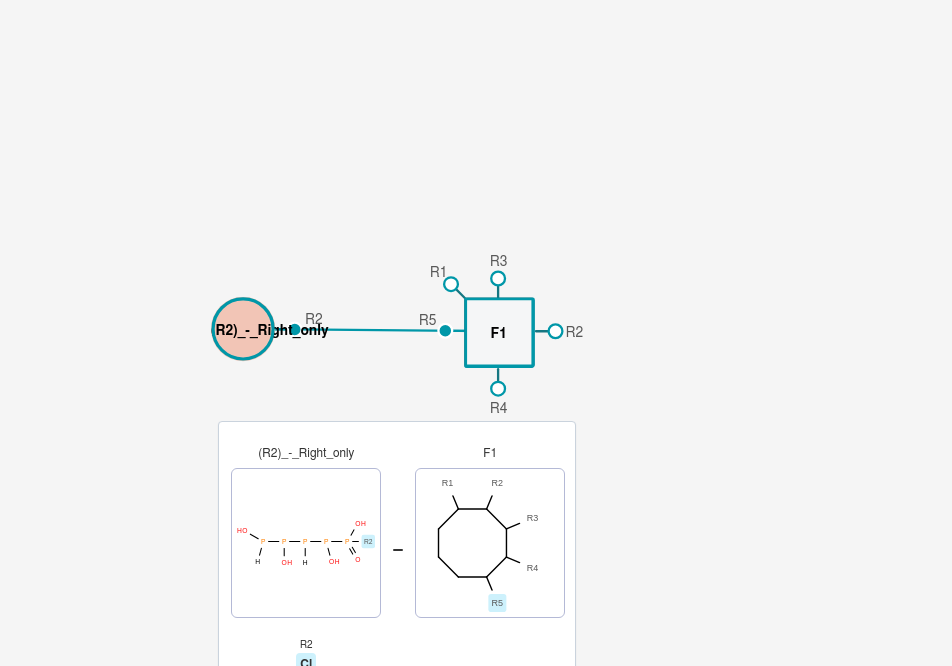 R3
R1
R2
R5
R2)_-_Right_only
F1
R2
R4
(R2)_-_Right_only
F1
R1
R2
HO
OH
R3
P
P
P
P
P
R2
H
OH
H
OH
O
R4
R5
R2
Cl